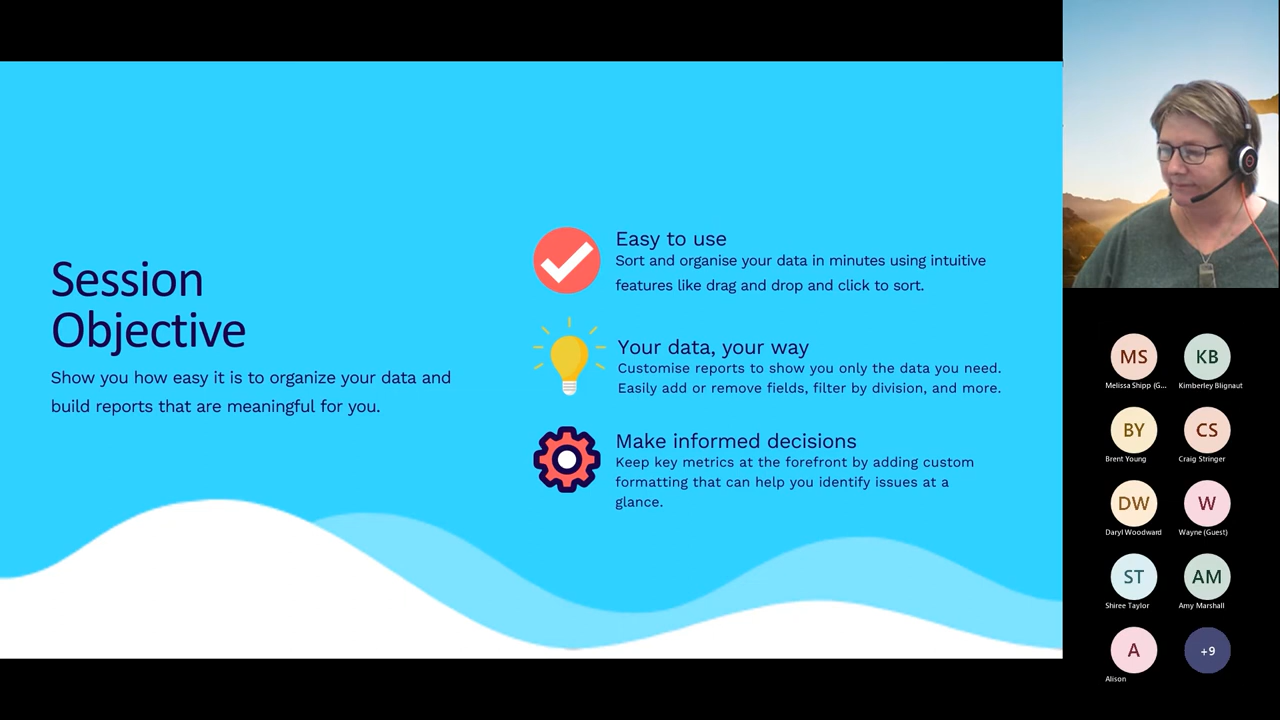 Session
Objective
Show you how easy it is to organize your data and
build reports that are meaningful for you.
Easy to use
Sort and organise your data in minutes using intuitive
features like drag and drop and click to sort.
Your data, your way
Customise reports to show you only the data you need.
Easily add or remove fields, filter by division, and more.
Make informed decisions
Keep key metrics at the forefront by adding custom
formatting that can help you identify issues at a
glance.
MS
KB
Melissa Shipp (G...
Kimberley Blignaut
BY
CS
Brent Young
Craig Stringer
DW
W
Daryl Woodward
Wayne (Guest)
ST
AM
Shiree Taylor
Amy Marshall
A
+9
Alison